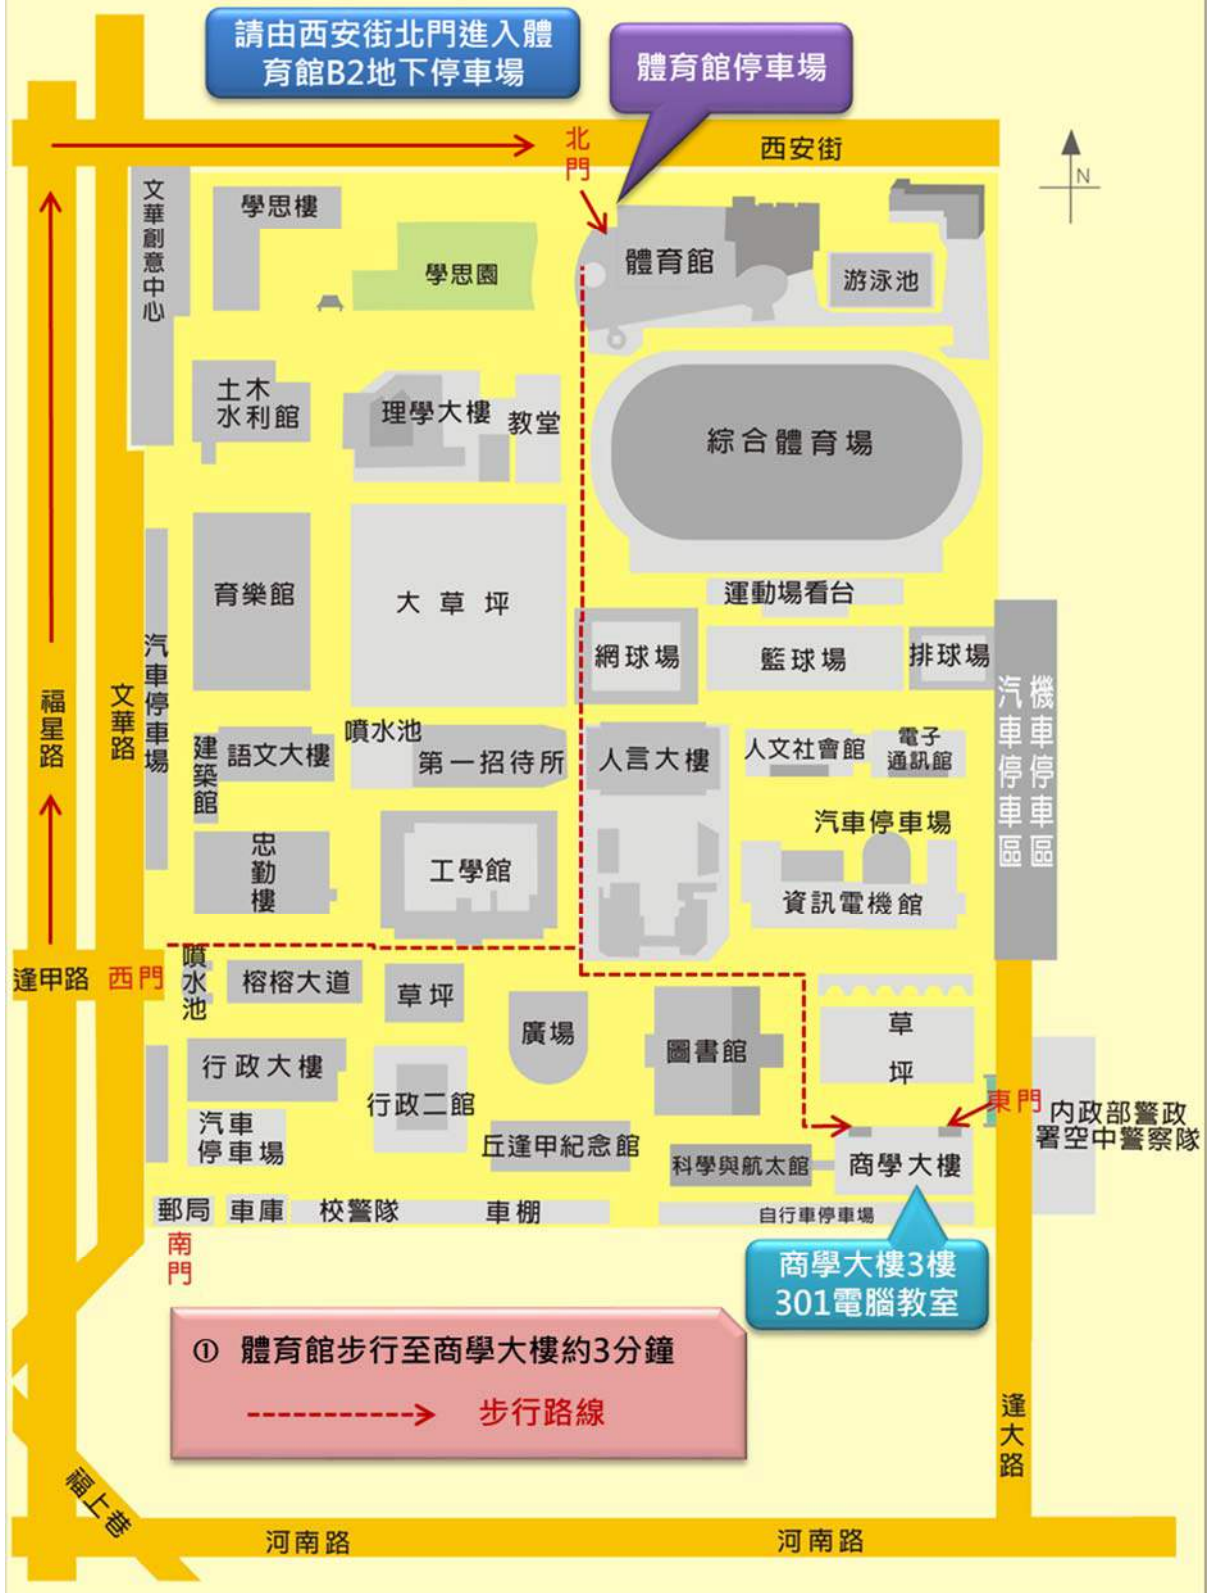 請由西安街北門進入體
育館B2地下停車場
體育館停車場
北門
西安街
N
文華創意中心
學思樓
學思園
體育館
游泳池
土木
水利館
理學大樓
教堂
綜合體育場
育樂館
大草坪
運動場看台
網球場
籃球場
排球場
汽車停車場
福星路
文華路
機車停車區
汽車停車區
建築館
語文大樓
噴水池
第一招待所
人言大樓
人文社會館
電子
通訊館
汽車停車場
忠勤樓
工學館
資訊電機館
逢甲路
西門
噴水池
榕榕大道
草坪
廣場
圖書館
草坪
行政大樓
行政二館
東門
內政部警政
署空中警察隊
汽車
停車場
丘逢甲紀念館
科學與航太館
商學大樓
郵局
車庫
校警隊
車棚
自行車停車場
南門
商學大樓3樓
301電腦教室
① 體育館步行至商學大樓約3分鐘
步行路線
逢大路
福上巷
河南路
河南路